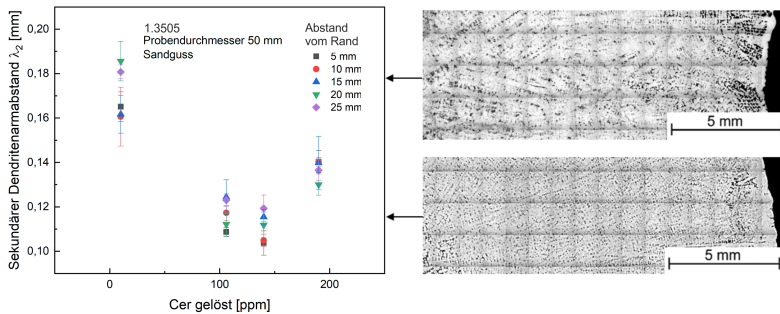 1.3505
Probendurchmesser 50 mm
Sandguss
Abstand
vom Rand
5 mm
10 mm
15 mm
20 mm
25 mm
Sekundärer Dendritenarmabstand λ2 [mm]
0,20
0,18
0,16
0,14
0,12
0,10
0
100
200
Cer gelöst [ppm]
5 mm
5 mm